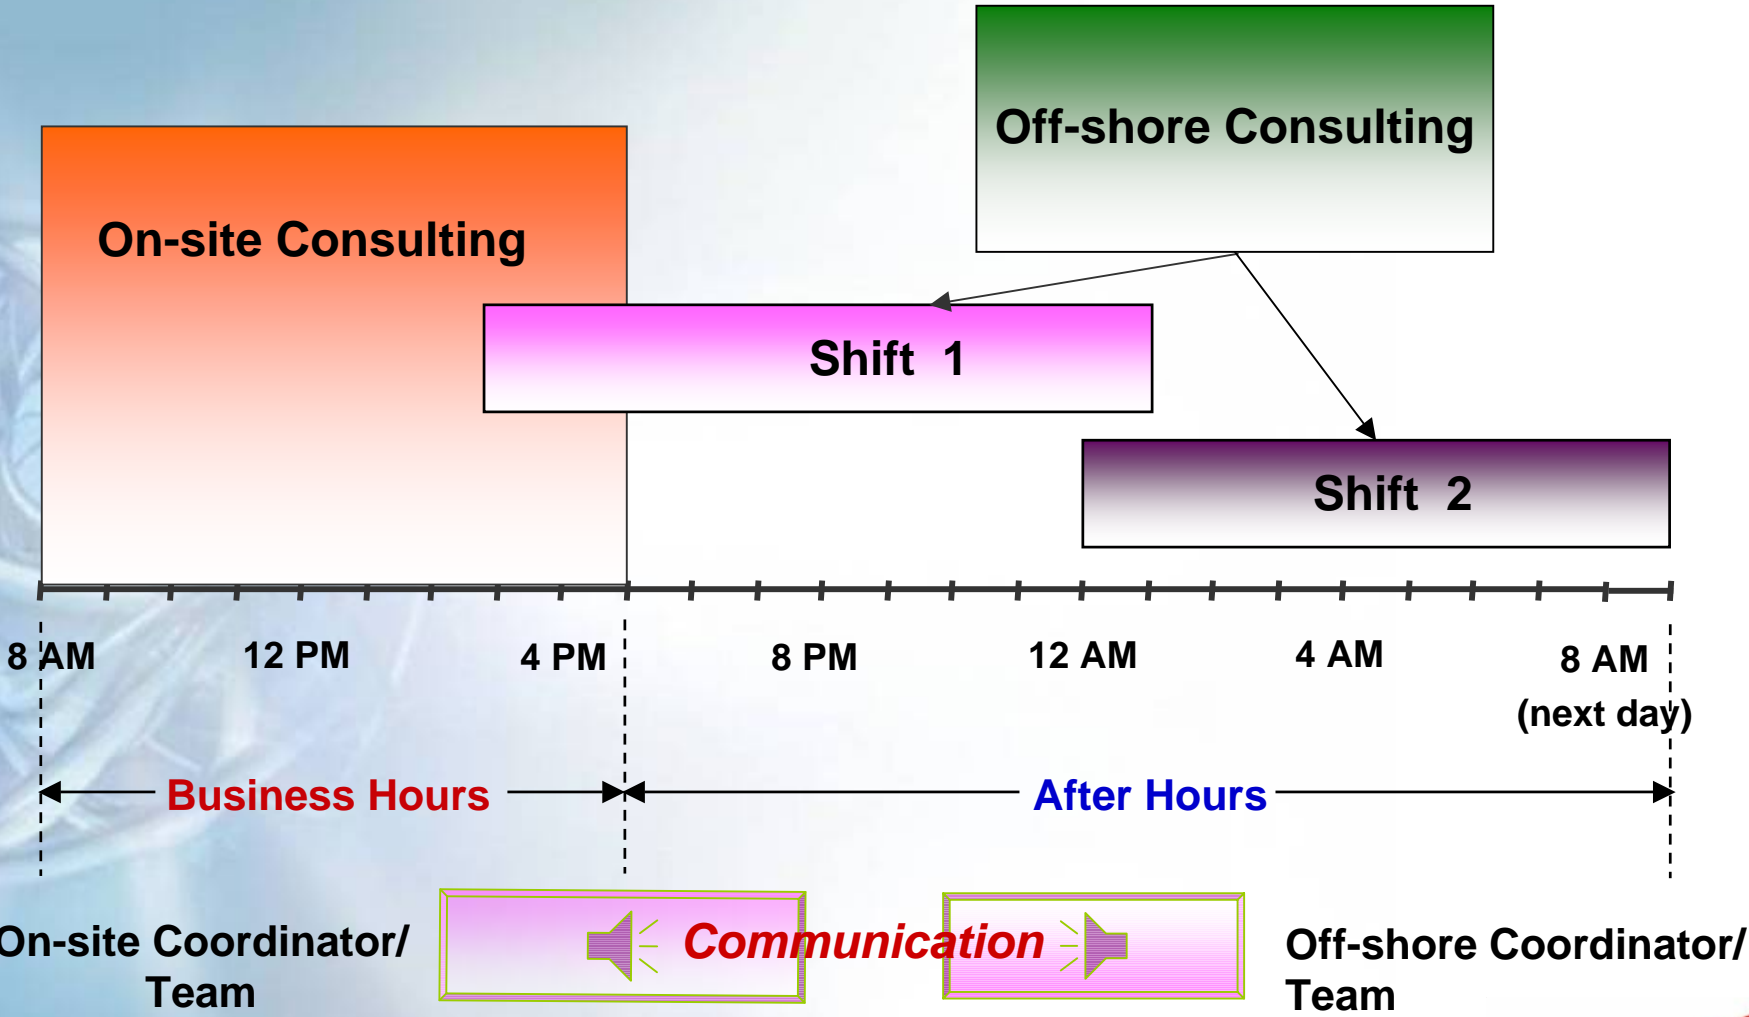 Off-shore Consulting
On-site Consulting
Shift 1
Shift 2
8 AM 12 PM 4 PM 8 PM 12 AM 4 AM 8 AM
(next day)
Business Hours After Hours
On-site Coordinator/
Team
Communication
Off-shore Coordinator/
Team